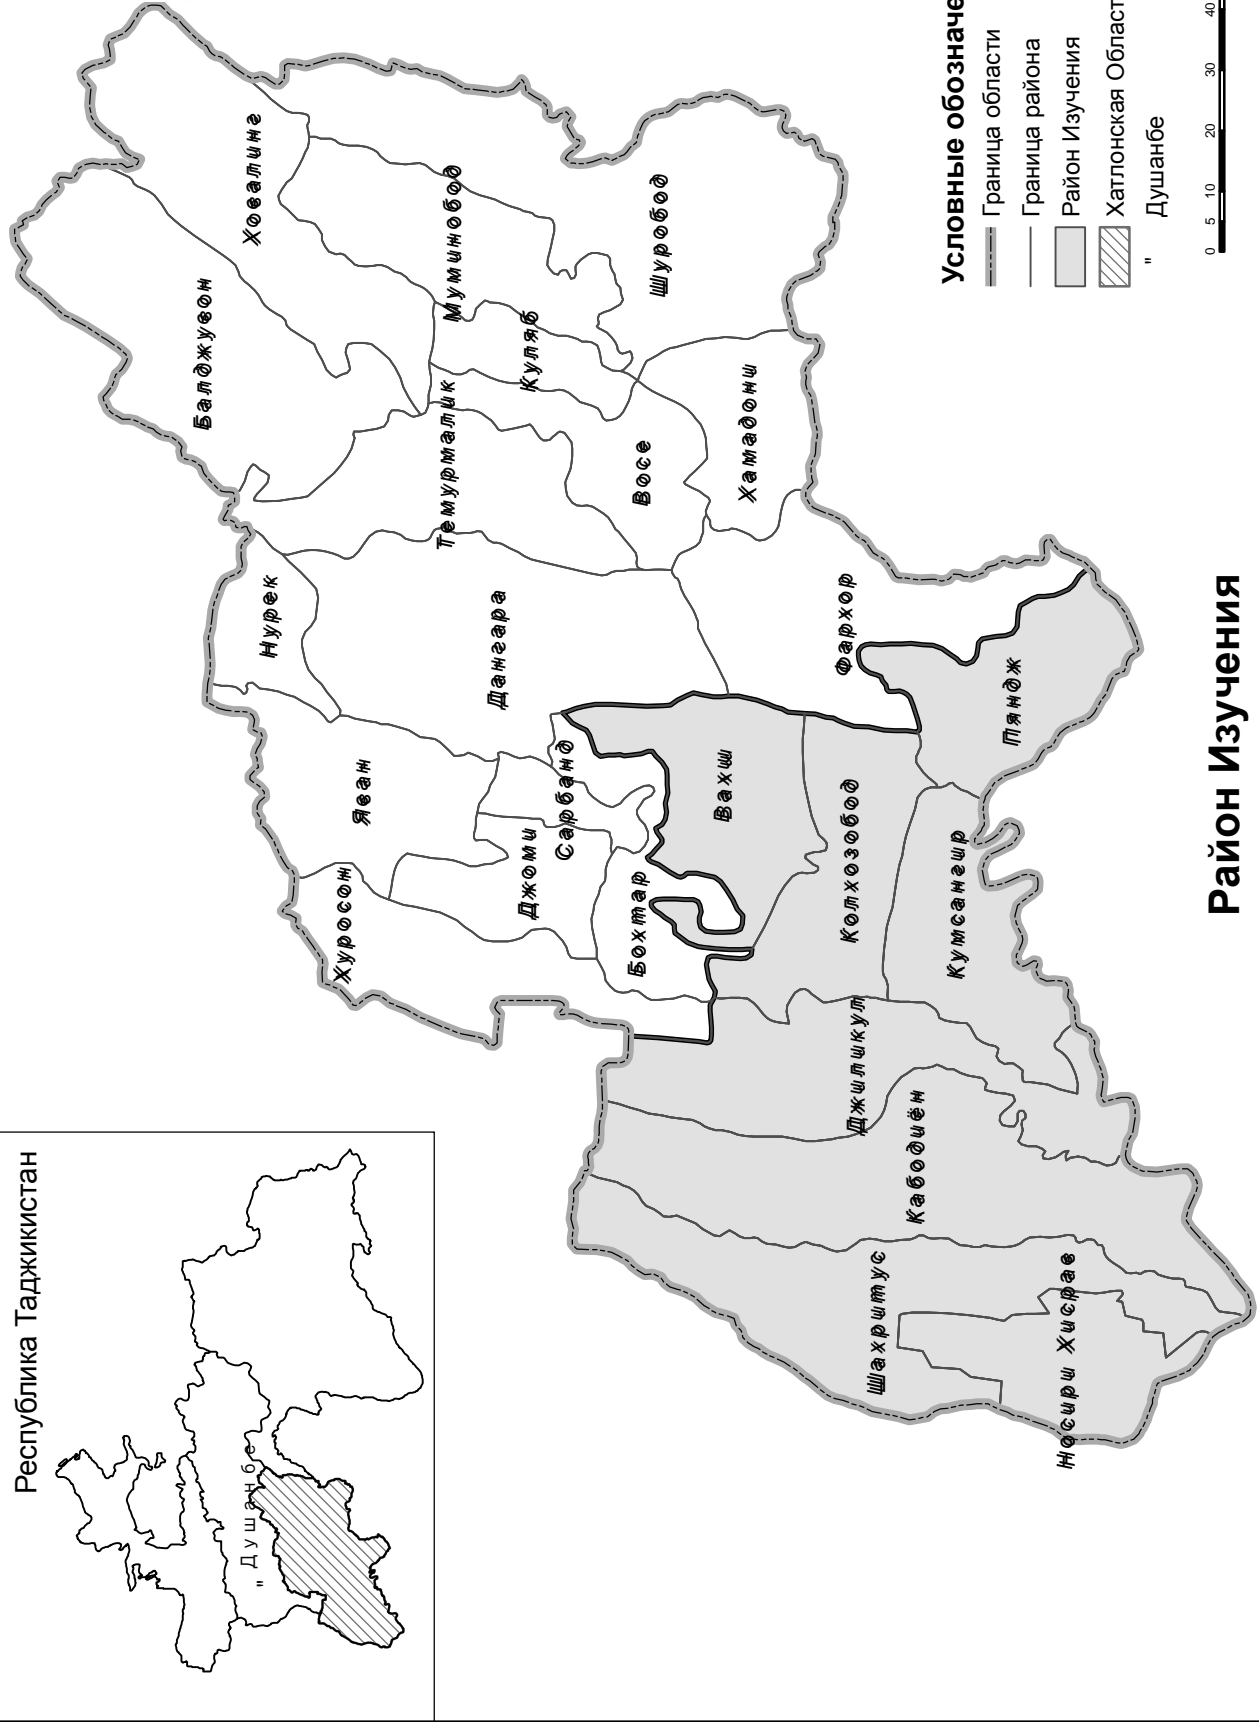 Республика Таджикистан
" Душанбе
Ховалинг
Балджувон
Муминобод
Шуробод
Куляб
Темурмалик
Восе
Хамадони
Нурек
Дангара
Фархор
Яван
Сарбанд
Вахш
Пяндж
Хуросон
Джоми
Бохтар
Колхозобод
Кумсангир
Джиликул
Кабодиён
Шахритус
Носири Хисрав
Условные обозначе
Граница области
Граница района
Район Изучения
Хатлонская Област
" Душанбе
0 5 10 20 30 40
Район Изучения